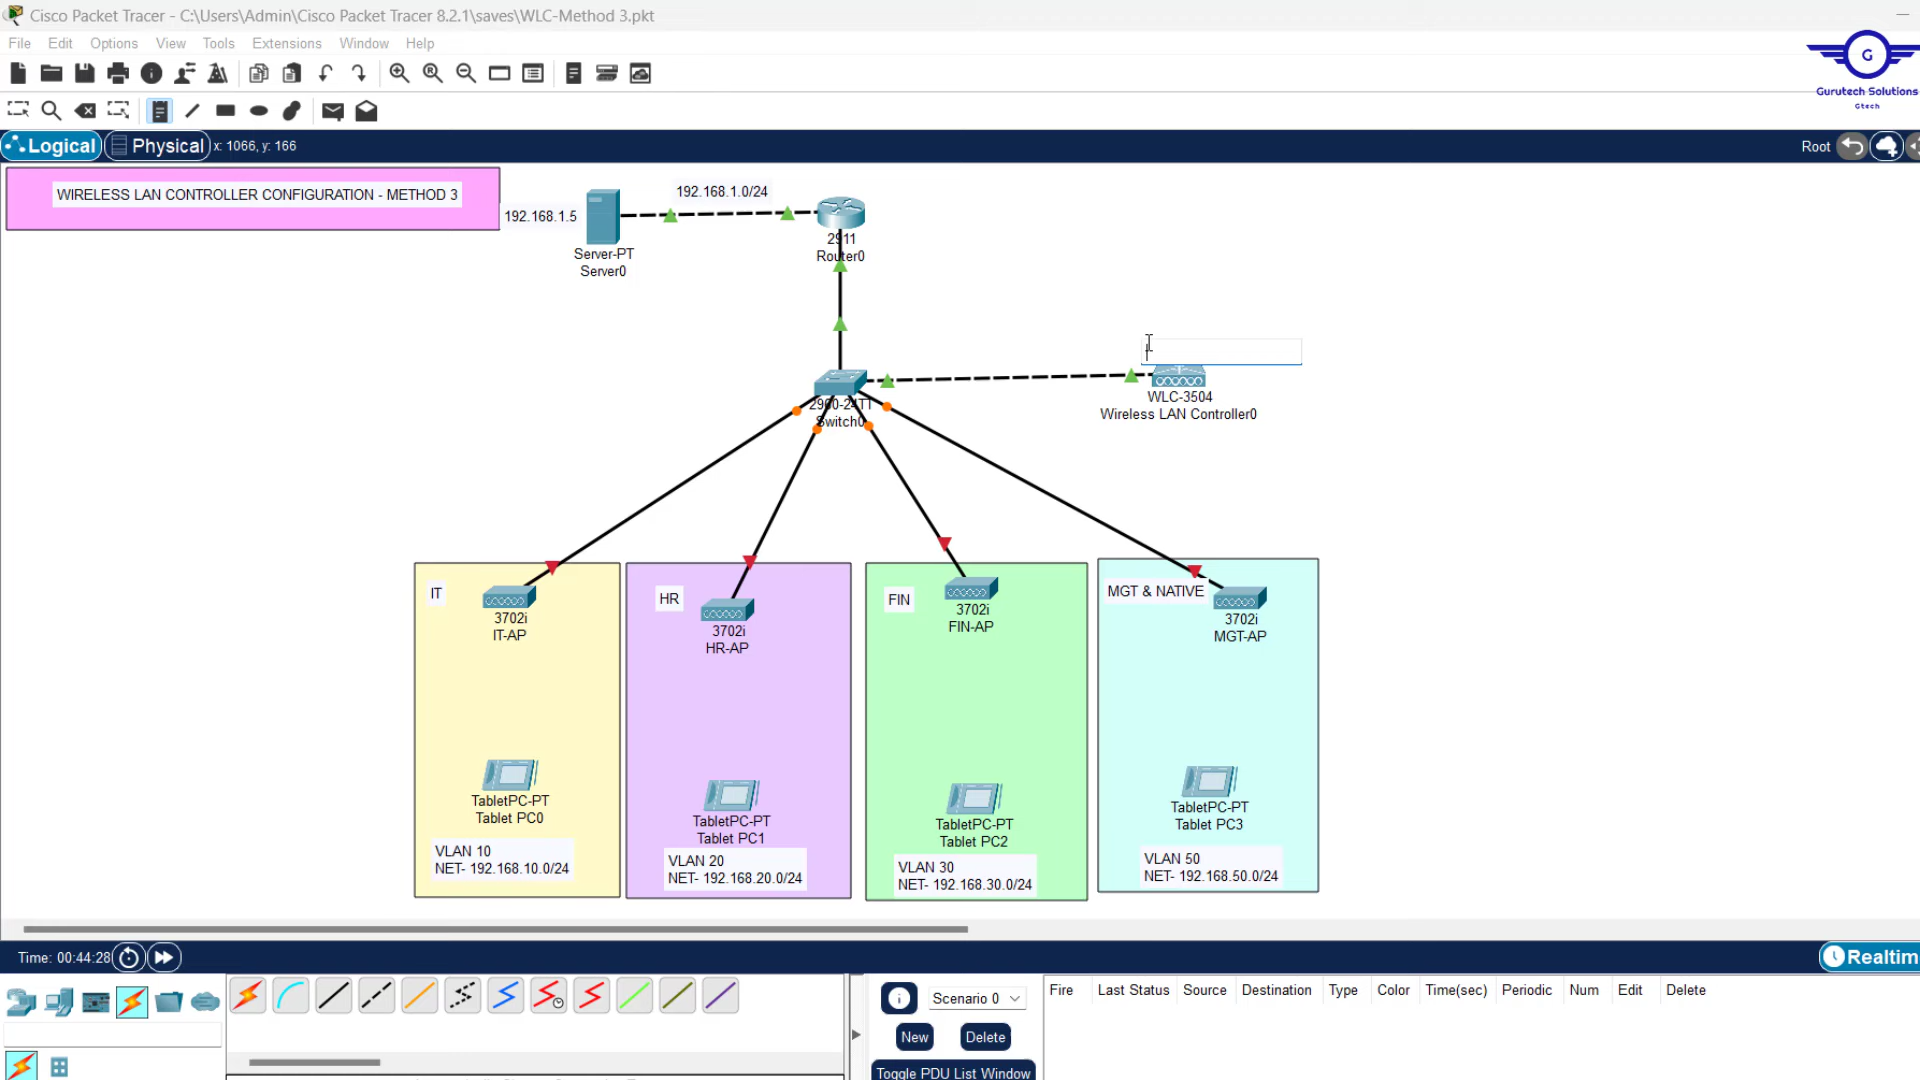 Cisco Packet Tracer - C:\Users\Admin\Cisco Packet Tracer 8.2.1\saves\WLC-Method 3.pkt
File Edit Options View Tools Extensions Window Help
G
Gurutech Solutions
Gtech
Logical Physical x: 1066, y: 166
Root
WIRELESS LAN CONTROLLER CONFIGURATION - METHOD 3
192.168.1.0/24
192.168.1.5
Server-PT
Server0
2911
Router0
2960-24TT
Switch0
WLC-3504
Wireless LAN Controller0
IT
3702i
IT-AP
HR
3702i
HR-AP
FIN
3702i
FIN-AP
MGT & NATIVE
3702i
MGT-AP
TabletPC-PT
Tablet PC0
TabletPC-PT
Tablet PC1
TabletPC-PT
Tablet PC2
TabletPC-PT
Tablet PC3
VLAN 10
NET- 192.168.10.0/24
VLAN 20
NET- 192.168.20.0/24
VLAN 30
NET- 192.168.30.0/24
VLAN 50
NET- 192.168.50.0/24
Time: 00:44:28
Realtim
Scenario 0
New Delete
Toggle PDU List Window
Fire Last Status Source Destination Type Color Time(sec) Periodic Num Edit Delete